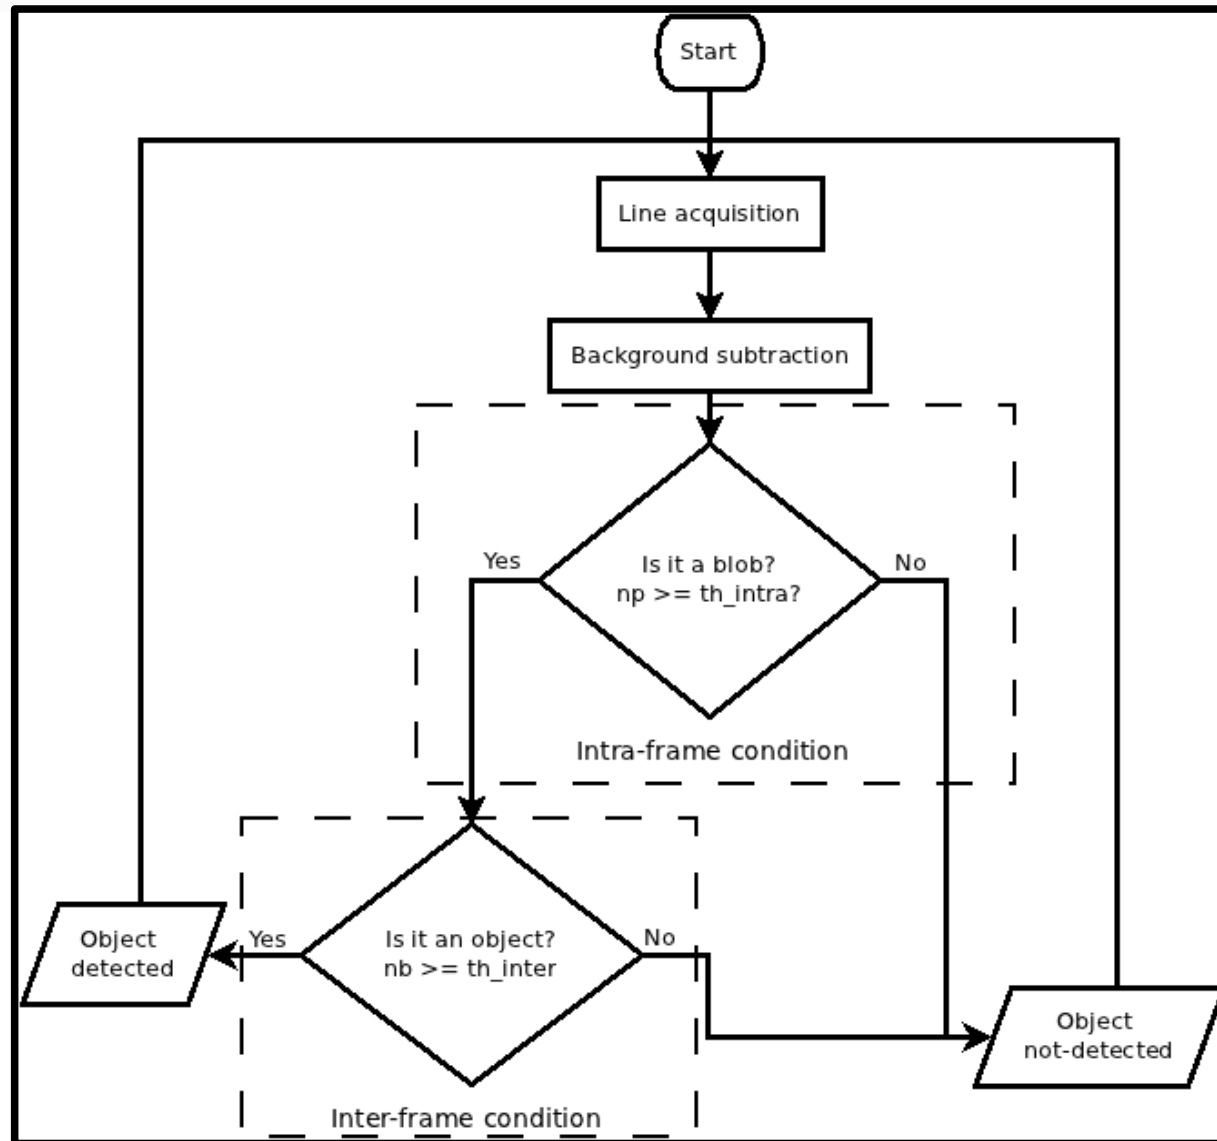 Start
Line acquisition
Background subtraction
Yes
Is it a blob?
np >= th_intra?
No
Intra-frame condition
Object
detected
Yes
Is it an object?
nb >= th_inter
No
Object
not-detected
Inter-frame condition